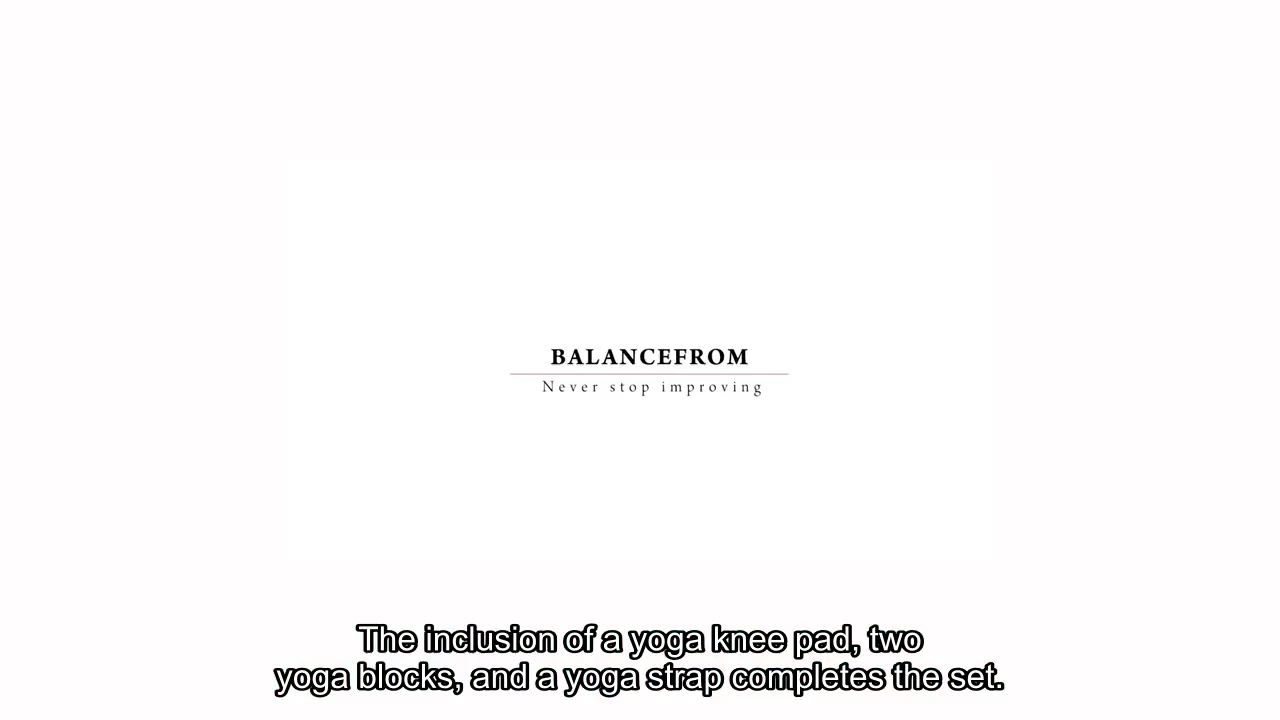 BALANCEFROM
Never stop improving
The inclusion of a yoga knee pad, two
yoga blocks, and a yoga strap completes the set.